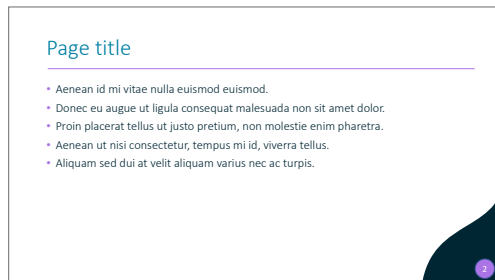 Page title
• Aenean id mi vitae nulla euismod euismod.
• Donec eu augue ut ligula consequat malesuada non sit amet dolor.
• Proin placerat tellus ut justo pretium, non molestie enim pharetra.
• Aenean ut nisi consectetur, tempus mi id, viverra tellus.
• Aliquam sed dui at velit aliquam varius nec ac turpis.
2